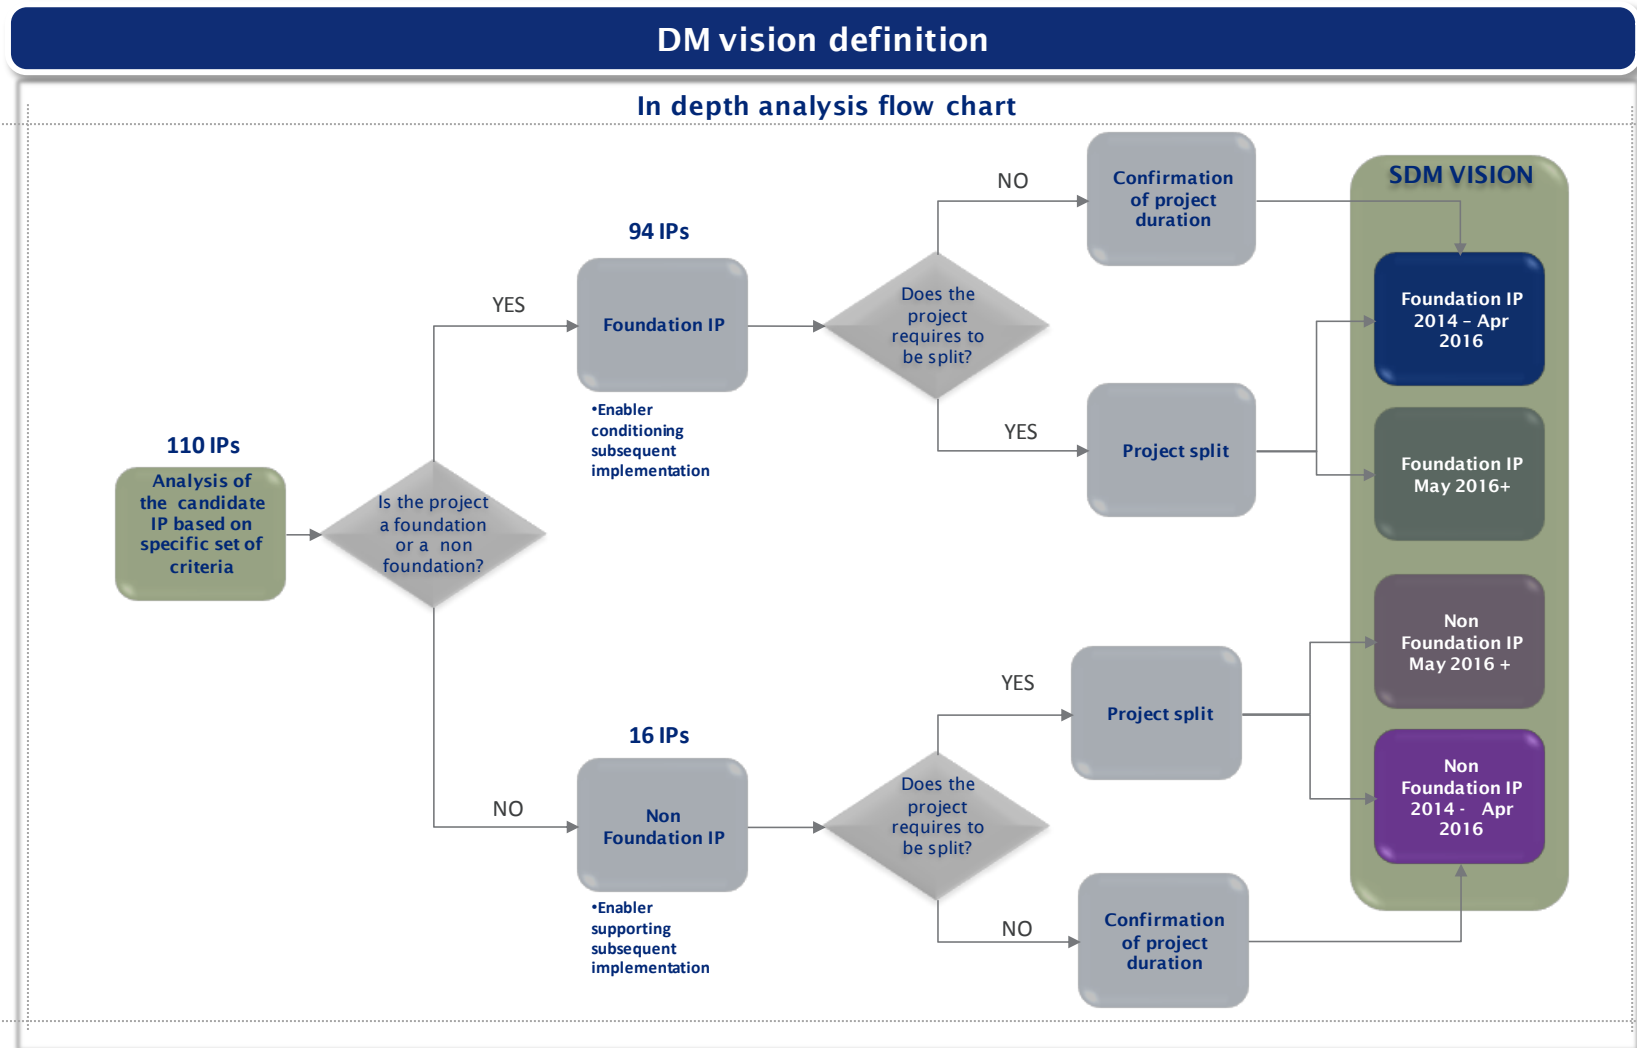 DM vision definition
In depth analysis flow chart
110 IPs
Analysis of
the candidate
IP based on
specific set of
criteria
Is the project
a foundation
or a non
foundation?
YES
94 IPs
Foundation IP
•Enabler
conditioning
subsequent
implementation
Does the
project
requires to
be split?
NO
Confirmation
of project
duration
YES
Project split
NO
16 IPs
Non
Foundation IP
•Enabler
supporting
subsequent
implementation
Does the
project
requires to
be split?
YES
Project split
NO
Confirmation
of project
duration
SDM VISION
Foundation IP
2014 – Apr
2016
Foundation IP
May 2016+
Non
Foundation IP
May 2016 +
Non
Foundation IP
2014 - Apr
2016